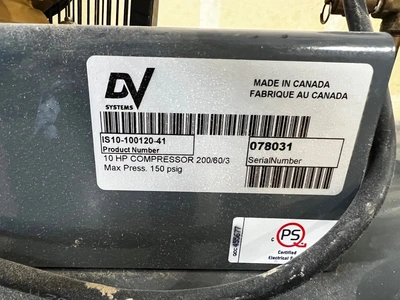 DV
SYSTEMS
MADE IN CANADA
FABRIQUE AU CANADA
IS10-100120-41
Product Number
10 HP COMPRESSOR 200/60/3
Max Press. 150 psig
078031
SerialNumber
C PS
Certified
Electrical